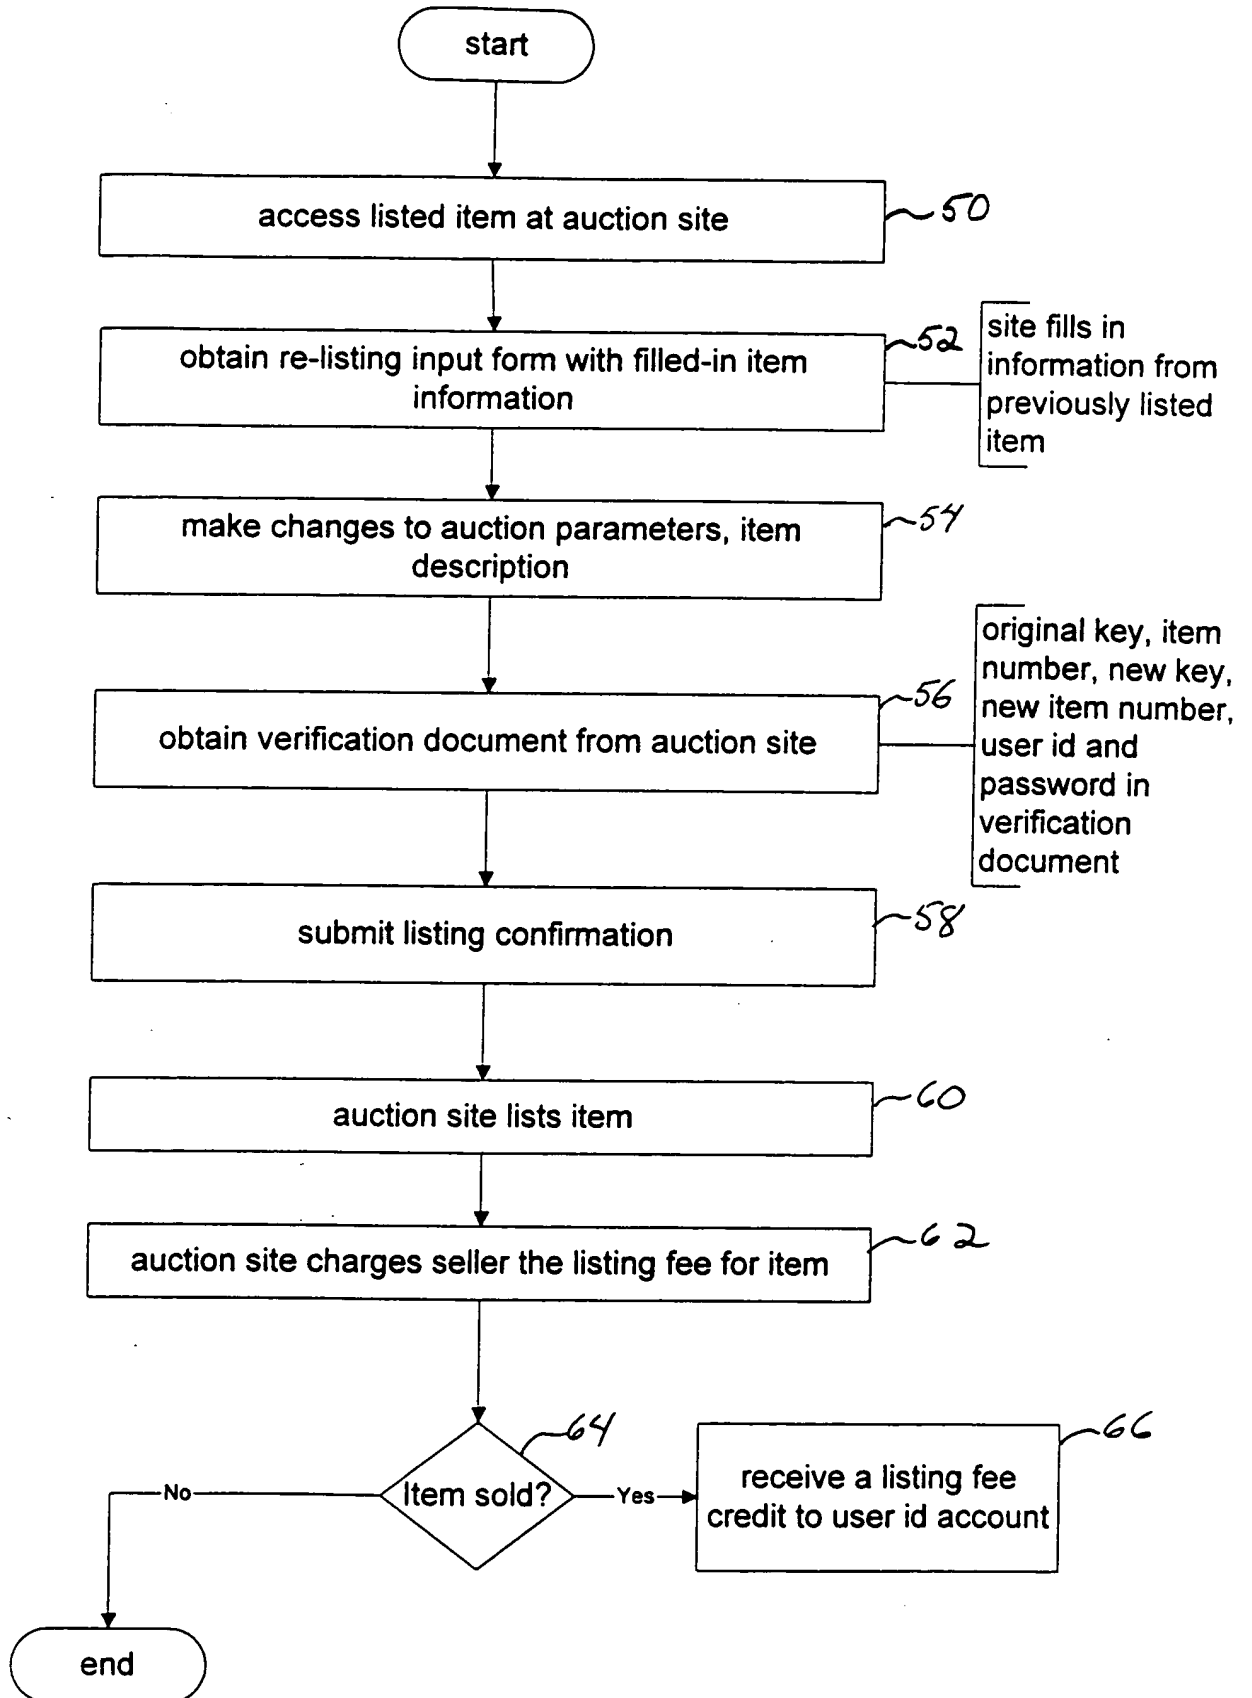 start
access listed item at auction site
50
obtain re-listing input form with filled-in item
information
52
site fills in
information from
previously listed
item
make changes to auction parameters, item
description
54
obtain verification document from auction site
56
original key, item
number, new key,
new item number,
user id and
password in
verification
document
submit listing confirmation
58
auction site lists item
60
auction site charges seller the listing fee for item
62
Item sold?
64
No
Yes
receive a listing fee
credit to user id account
66
end